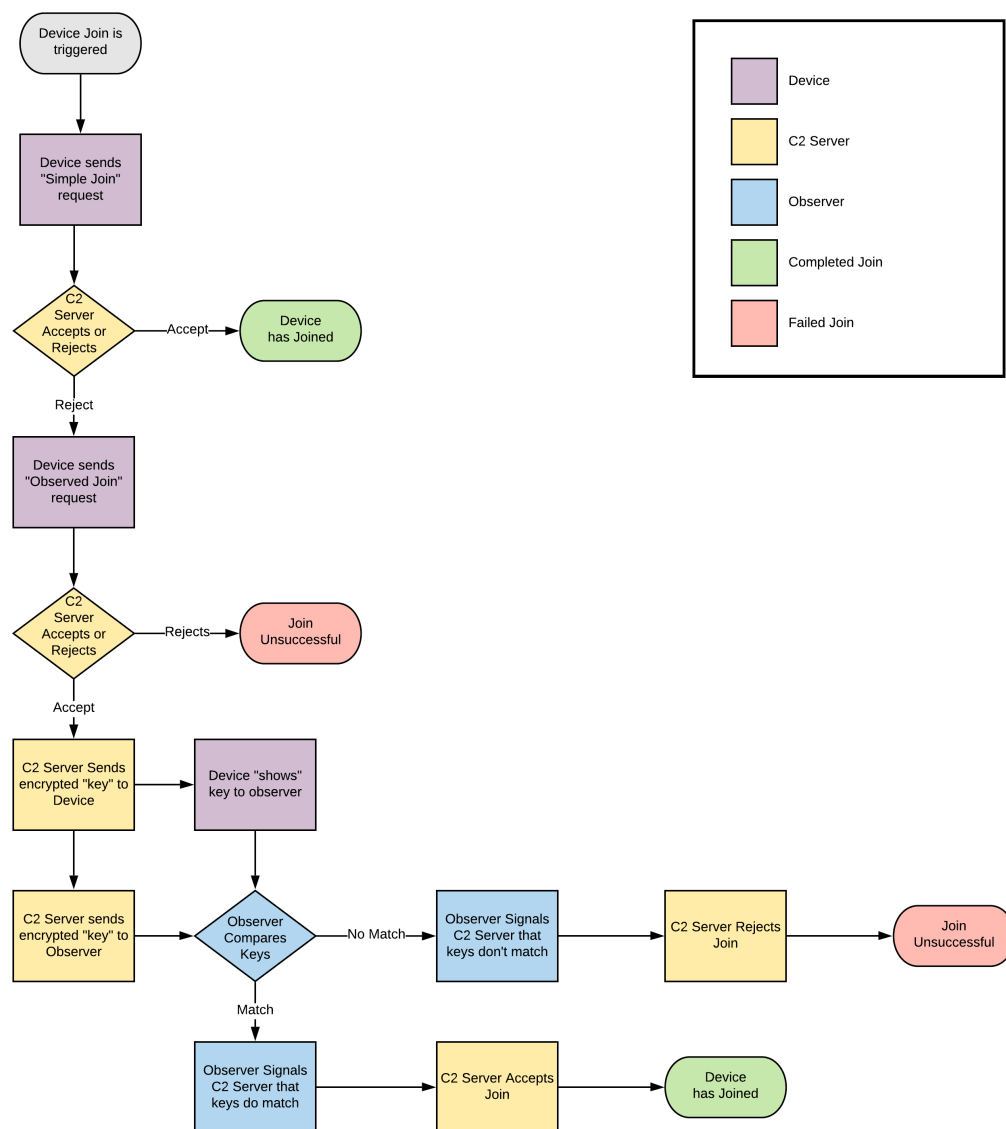 Device Join is
triggered
Device
C2 Server
Observer
Completed Join
Failed Join
Device sends
"Simple Join"
request
C2
Server
Accepts or
Rejects
Accept
Device
has Joined
Reject
Device sends
"Observed Join"
request
C2
Server
Accepts or
Rejects
Rejects
Join
Unsuccessful
Accept
C2 Server Sends
encrypted "key" to
Device
Device "shows"
key to observer
C2 Server sends
encrypted "key" to
Observer
Observer
Compares
Keys
No Match
Observer Signals
C2 Server that
keys don't match
C2 Server Rejects
Join
Join
Unsuccessful
Match
Observer Signals
C2 Server that
keys do match
C2 Server Accepts
Join
Device
has Joined